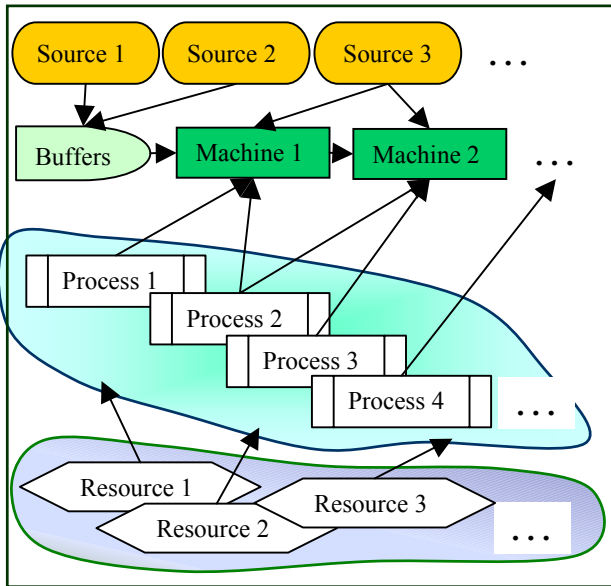 Source 1
Source 2
Source 3
...
Buffers
Machine 1
Machine 2
...
Process 1
Process 2
Process 3
Process 4
...
Resource 1
Resource 2
Resource 3
...